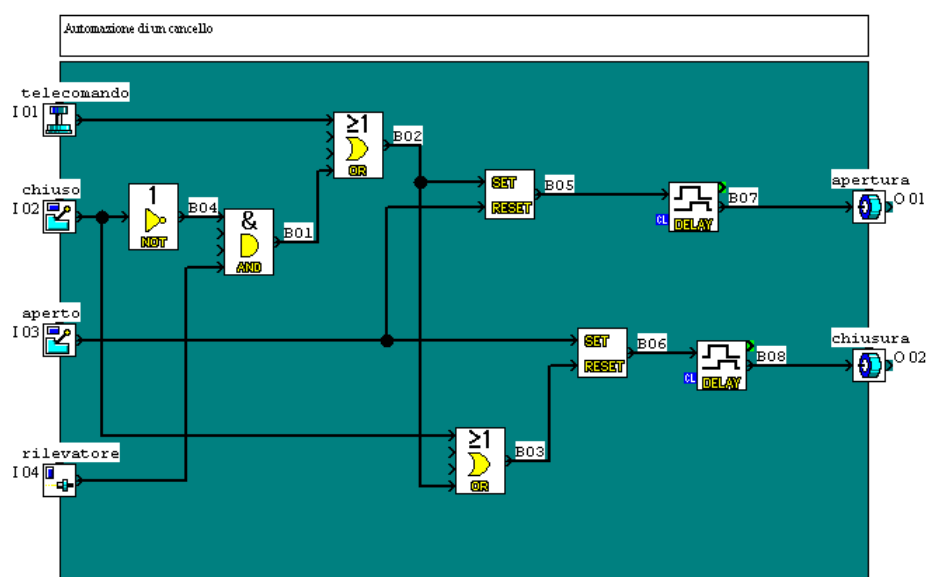 Automazione di un cancello
telecomando
I 01
≥1
OR
B02
chiuso
I 02
1
NOT
B04
&
AND
B01
SET
RESET
B05
CL
DELAY
B07
apertura
O 01
aperto
I 03
SET
RESET
B06
CL
DELAY
B08
chiusura
O 02
≥1
OR
B03
rilevatore
I 04